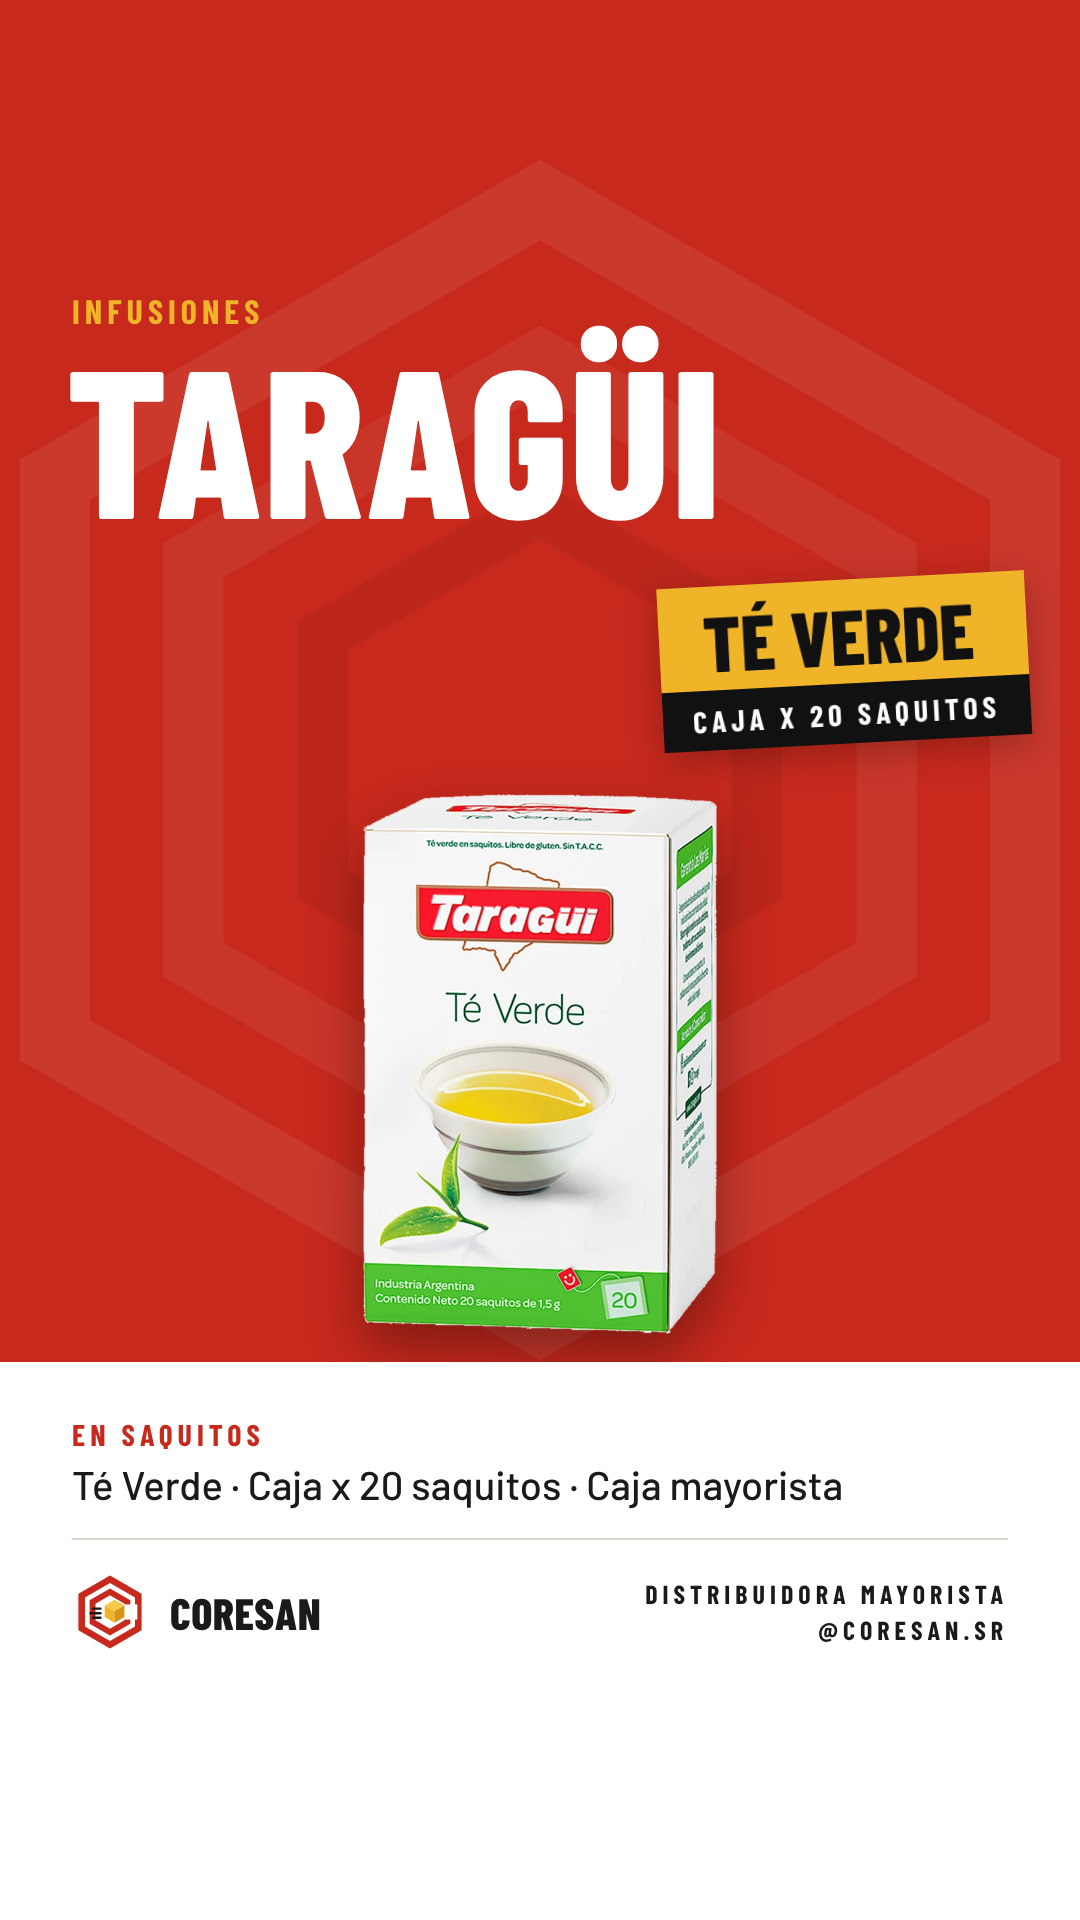 INFUSIONES
TARAGÜI
TÉ VERDE
CAJA X 20 SAQUITOS
Té Verde
Té verde en saquitos. Libre de gluten. Sin T.A.C.C.
Taragüi
Té Verde
Industria Argentina
Contenido Neto 20 saquitos de 1,5 g
20
EN SAQUITOS
Té Verde · Caja x 20 saquitos · Caja mayorista
CORESAN
DISTRIBUIDORA MAYORISTA
@CORESAN.SR